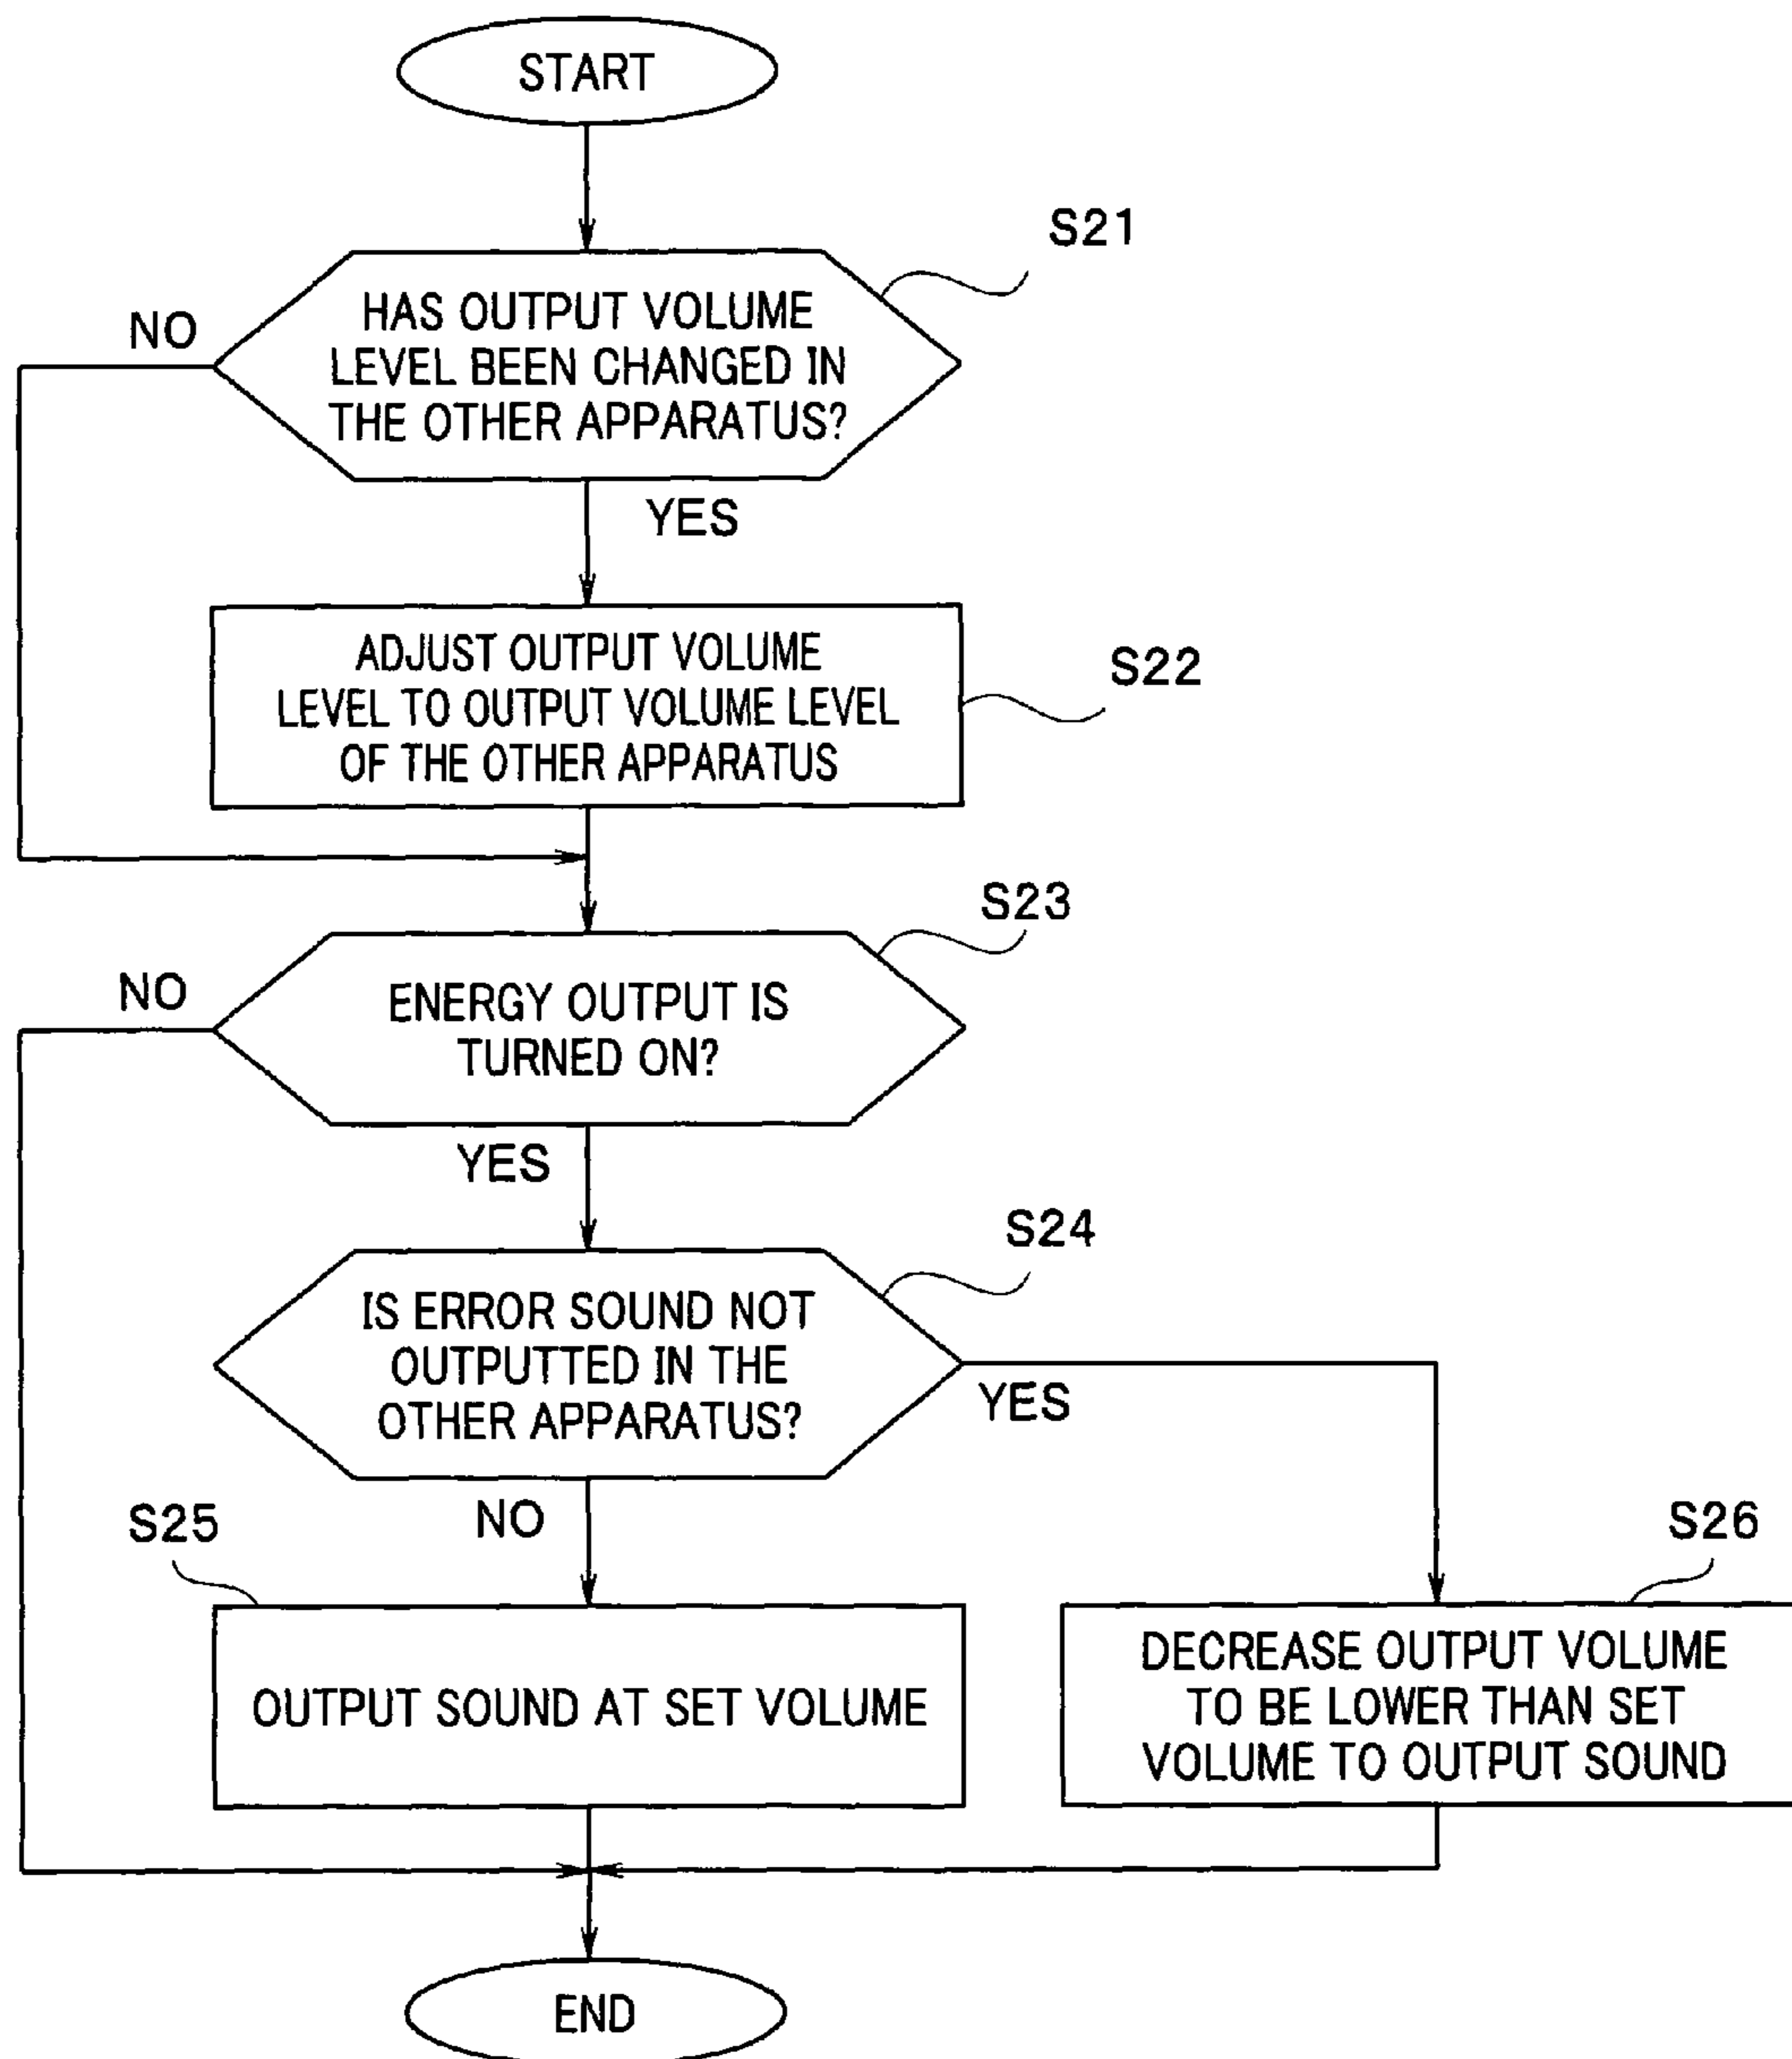 START
S21
HAS OUTPUT VOLUME
LEVEL BEEN CHANGED IN
THE OTHER APPARATUS?
NO
YES
ADJUST OUTPUT VOLUME
LEVEL TO OUTPUT VOLUME LEVEL
OF THE OTHER APPARATUS
S22
S23
ENERGY OUTPUT IS
TURNED ON?
NO
YES
S24
IS ERROR SOUND NOT
OUTPUTTED IN THE
OTHER APPARATUS?
YES
NO
S25
OUTPUT SOUND AT SET VOLUME
S26
DECREASE OUTPUT VOLUME
TO BE LOWER THAN SET
VOLUME TO OUTPUT SOUND
END